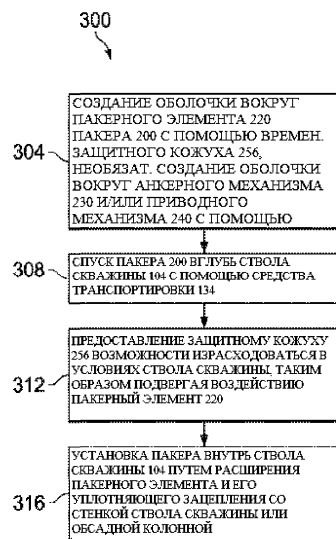 300
304
СОЗДАНИЕ ОБОЛОЧКИ ВОКРУГ
ПАКЕРНОГО ЭЛЕМЕНТА 220
ПАКЕРА 200 С ПОМОЩЬЮ ВРЕМЕН.
ЗАЩИТНОГО КОЖУХА 256,
НЕОБЯЗАТ. СОЗДАНИЕ ОБОЛОЧКИ
ВОКРУГ АНКЕРНОГО МЕХАНИЗМА
230 И/ИЛИ ПРИВОДНОГО
МЕХАНИЗМА 240 С ПОМОЩЬЮ
308
СПУСК ПАКЕРА 200 ВГЛУБЬ СТВОЛА
СКВАЖИНЫ 104 С ПОМОЩЬЮ СРЕДСТВА
ТРАНСПОРТИРОВКИ 134
312
ПРЕДОСТАВЛЕНИЕ ЗАЩИТНОМУ КОЖУХУ
256 ВОЗМОЖНОСТИ ИЗРАСХОДОВАТЬСЯ В
УСЛОВИЯХ СТВОЛА СКВАЖИНЫ, ТАКИМ
ОБРАЗОМ ПОДВЕРГАЯ ВОЗДЕЙСТВИЮ
ПАКЕРНЫЙ ЭЛЕМЕНТ 220
316
УСТАНОВКА ПАКЕРА ВНУТРЬ СТВОЛА
СКВАЖИНЫ 104 ПУТЕМ РАСШИРЕНИЯ
ПАКЕРНОГО ЭЛЕМЕНТА И ЕГО
УПЛОТНЯЮЩЕГО ЗАЦЕПЛЕНИЯ СО
СТЕНКОЙ СТВОЛА СКВАЖИНЫ ИЛИ
ОБСАДНОЙ КОЛОННОЙ